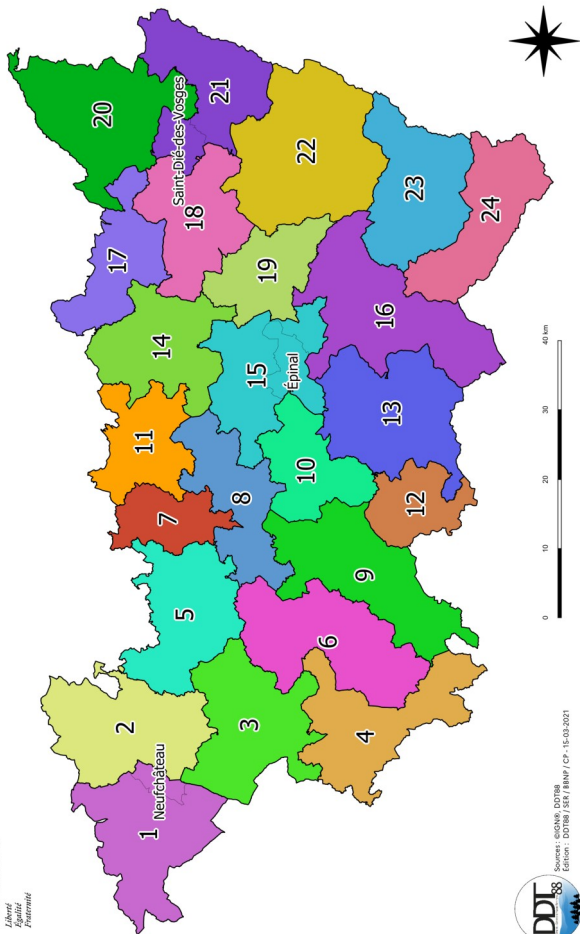 Liberté
Égalité
Fraternité
1
Neufchâteau
2
3
4
5
6
7
8
9
10
11
12
13
14
15
Épinal
16
17
18
19
20
Saint-Dié-des-Vosges
21
22
23
24
0 10 20 30 40 km
DDT
88
Sources : ©IGN®, DDT88
Édition : DDT88 / SER / BBNP / CP - 15-03-2021